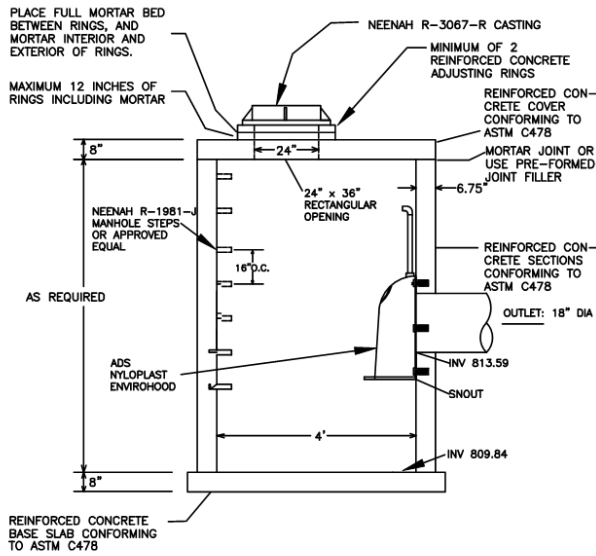 PLACE FULL MORTAR BED
BETWEEN RINGS, AND
MORTAR INTERIOR AND
EXTERIOR OF RINGS.
NEENAH R-3067-R CASTING
MINIMUM OF 2
REINFORCED CONCRETE
ADJUSTING RINGS
MAXIMUM 12 INCHES OF
RINGS INCLUDING MORTAR
REINFORCED CON-
CRETE COVER
CONFORMING TO
ASTM C478
8"
24"
MORTAR JOINT OR
USE PRE-FORMED
JOINT FILLER
6.75"
24" x 36"
RECTANGULAR
OPENING
NEENAH R-1981-J
MANHOLE STEPS
OR APPROVED
EQUAL
16"O.C.
REINFORCED CON-
CRETE SECTIONS
CONFORMING TO
ASTM C478
AS REQUIRED
OUTLET: 18" DIA
ADS
NYLOPLAST
ENVIROHOOD
INV 813.59
SNOUT
4'
INV 809.84
8"
REINFORCED CONCRETE
BASE SLAB CONFORMING
TO ASTM C478